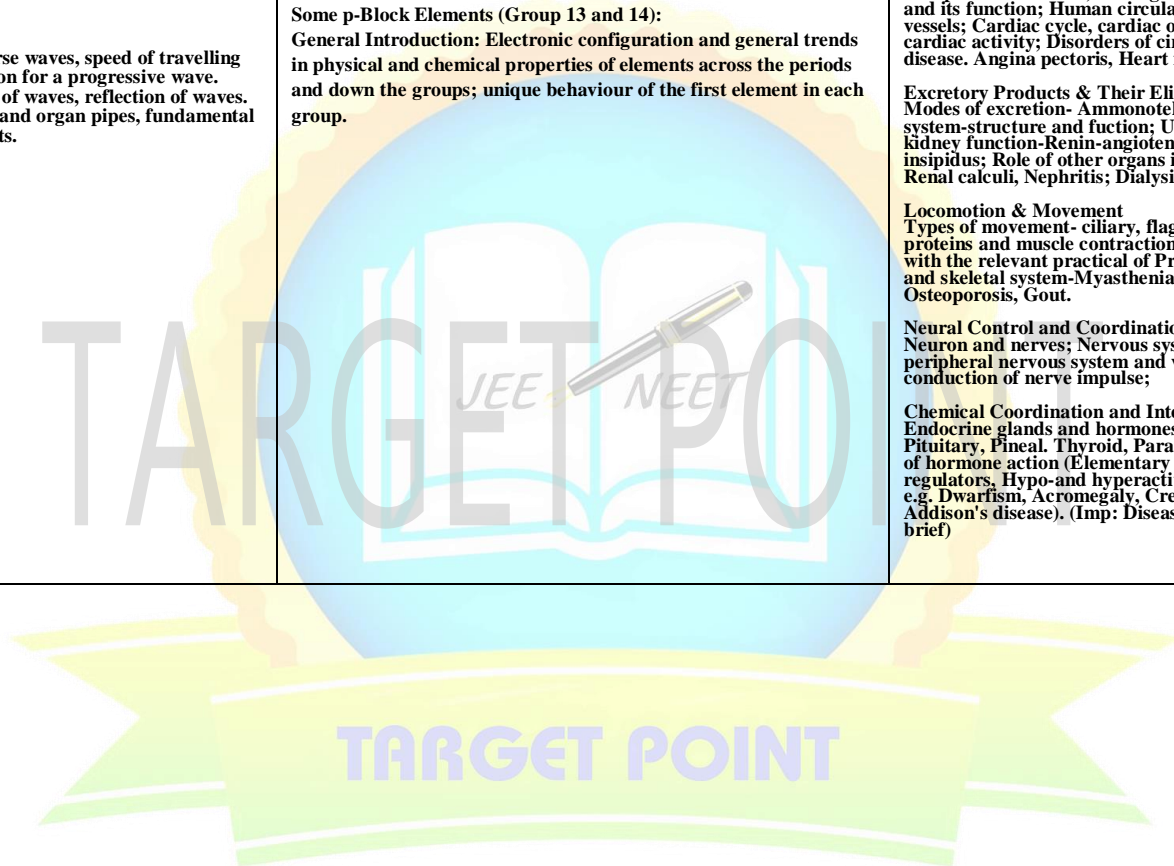 rse waves, speed of travelling
on for a progressive wave.
of waves, reflection of waves.
and organ pipes, fundamental
ts.
Some p-Block Elements (Group 13 and 14):
General Introduction: Electronic configuration and general trends
in physical and chemical properties of elements across the periods
and down the groups; unique behaviour of the first element in each
group.
and its function; Human circula
vessels; Cardiac cycle, cardiac o
cardiac activity; Disorders of ci
disease. Angina pectoris, Heart
Excretory Products & Their Eli
Modes of excretion- Ammonotel
system-structure and fuction; U
kidney function-Renin-angioten
insipidus; Role of other organs i
Renal calculi, Nephritis; Dialysi
Locomotion & Movement
Types of movement- ciliary, flag
proteins and muscle contraction
with the relevant practical of Pr
and skeletal system-Myasthenia
Osteoporosis, Gout.
Neural Control and Coordinatio
Neuron and nerves; Nervous sys
peripheral nervous system and v
conduction of nerve impulse;
Chemical Coordination and Inte
Endocrine glands and hormones
Pituitary, Pineal. Thyroid, Para
of hormone action (Elementary
regulators, Hypo-and hyperacti
e.g. Dwarfism, Acromegaly, Cre
Addison's disease). (Imp: Diseas
brief)
TARGET POINT
JEE NEET
TARGET POINT